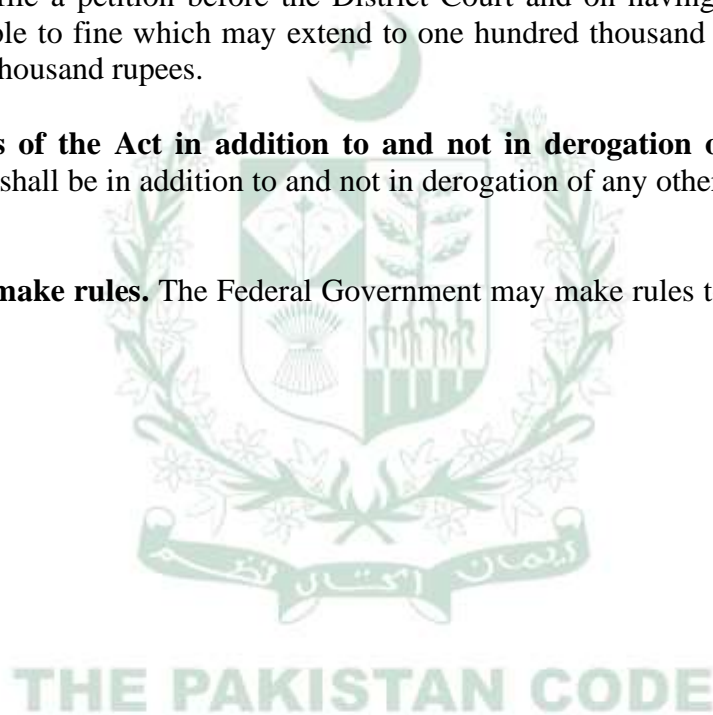 file a petition before the District Court and on having
ble to fine which may extend to one hundred thousand
thousand rupees.
s of the Act in addition to and not in derogation o
shall be in addition to and not in derogation of any other
make rules. The Federal Government may make rules t
THE PAKISTAN CODE